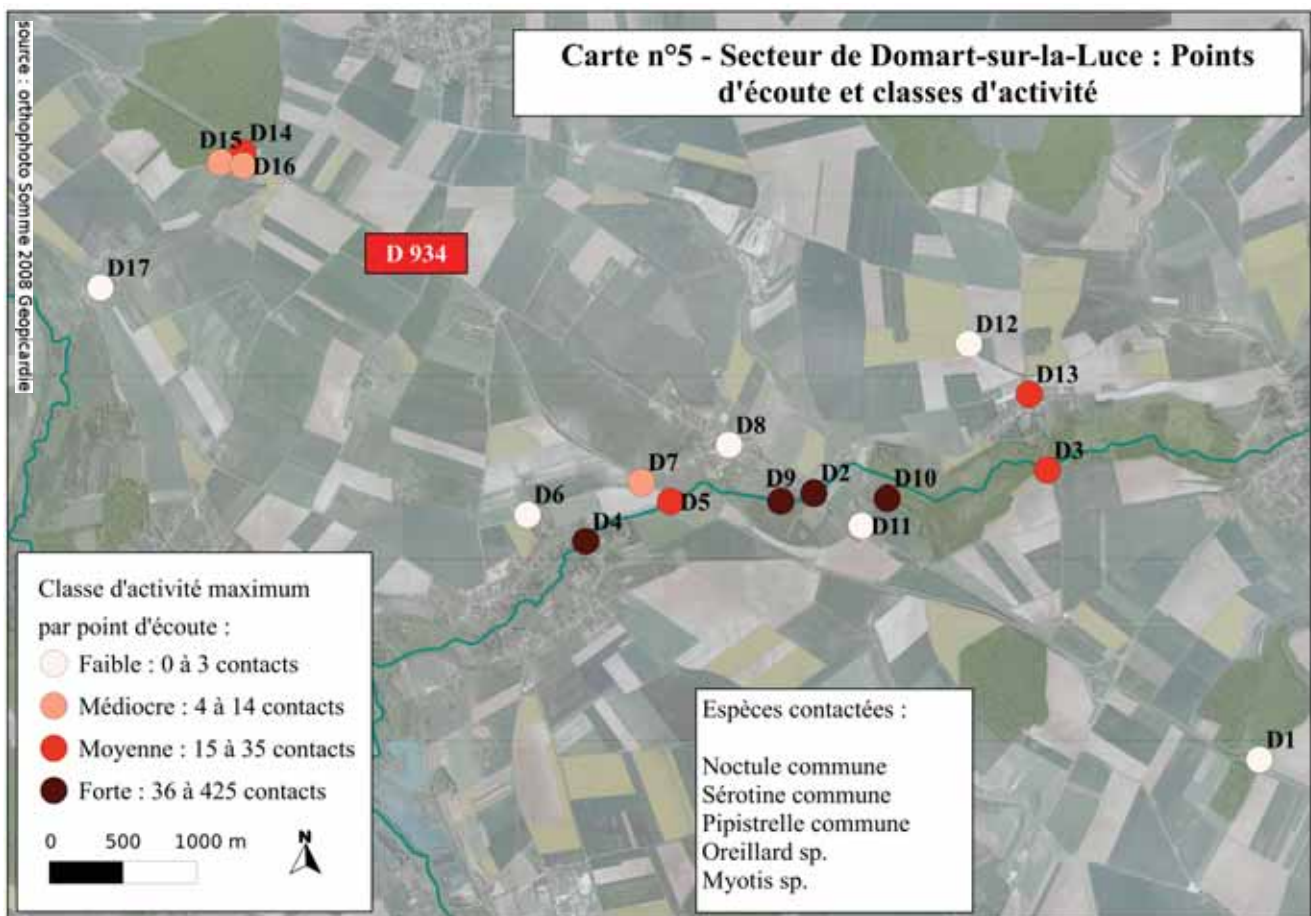 Carte n°5 - Secteur de Domart-sur-la-Luce : Points
d'écoute et classes d'activité
source : orthophoto Somme 2008 Geopicardie
D15
D14
D16
D 934
D17
D12
D13
D8
D3
D7
D9
D2
D10
D6
D5
D4
D11
D1
Classe d'activité maximum
par point d'écoute :
Faible : 0 à 3 contacts
Médiocre : 4 à 14 contacts
Moyenne : 15 à 35 contacts
Forte : 36 à 425 contacts
0 500 1000 m
N
Espèces contactées :
Noctule commune
Sérotine commune
Pipistrelle commune
Oreillard sp.
Myotis sp.